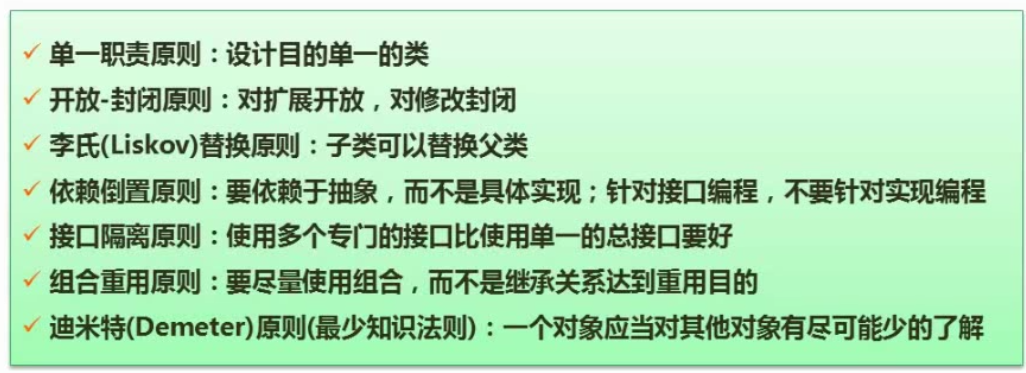 ✓ 单一职责原则：设计目的单一的类
✓ 开放-封闭原则：对扩展开放，对修改封闭
✓ 李氏(Liskov)替换原则：子类可以替换父类
✓ 依赖倒置原则：要依赖于抽象，而不是具体实现；针对接口编程，不要针对实现编程
✓ 接口隔离原则：使用多个专门的接口比使用单一的总接口要好
✓ 组合重用原则：要尽量使用组合，而不是继承关系达到重用目的
✓ 迪米特(Demeter)原则(最少知识法则)：一个对象应当对其他对象有尽可能少的了解